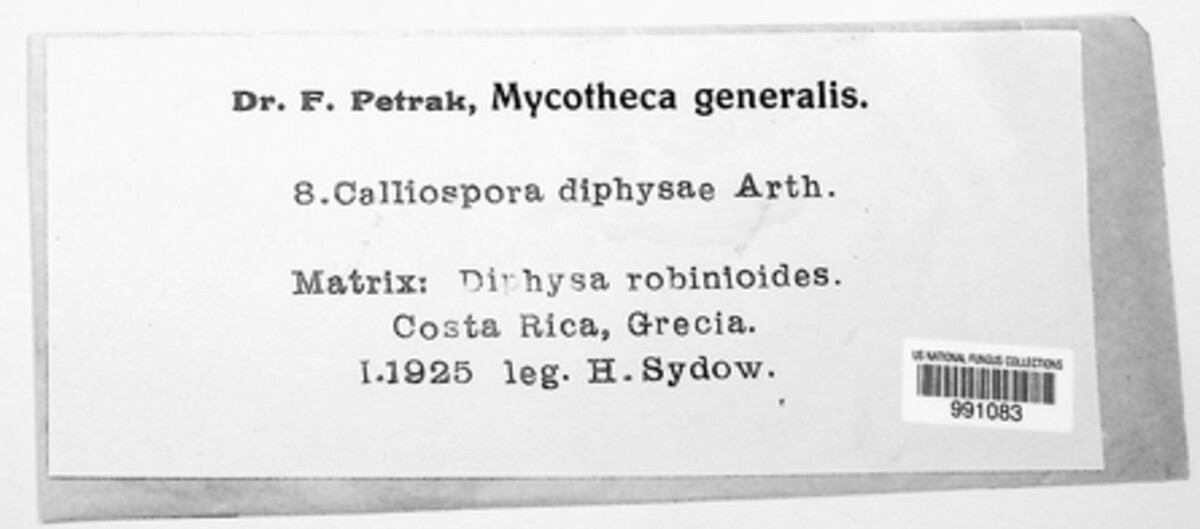 Dr. F. Petrak, Mycotheca generalis.
8. Calliospora diphysae Arth.
Matrix: Diphysa robinioides.
Costa Rica, Grecia.
I.1925 leg. H. Sydow.
US NATIONAL FUNGUS COLLECTIONS
991083